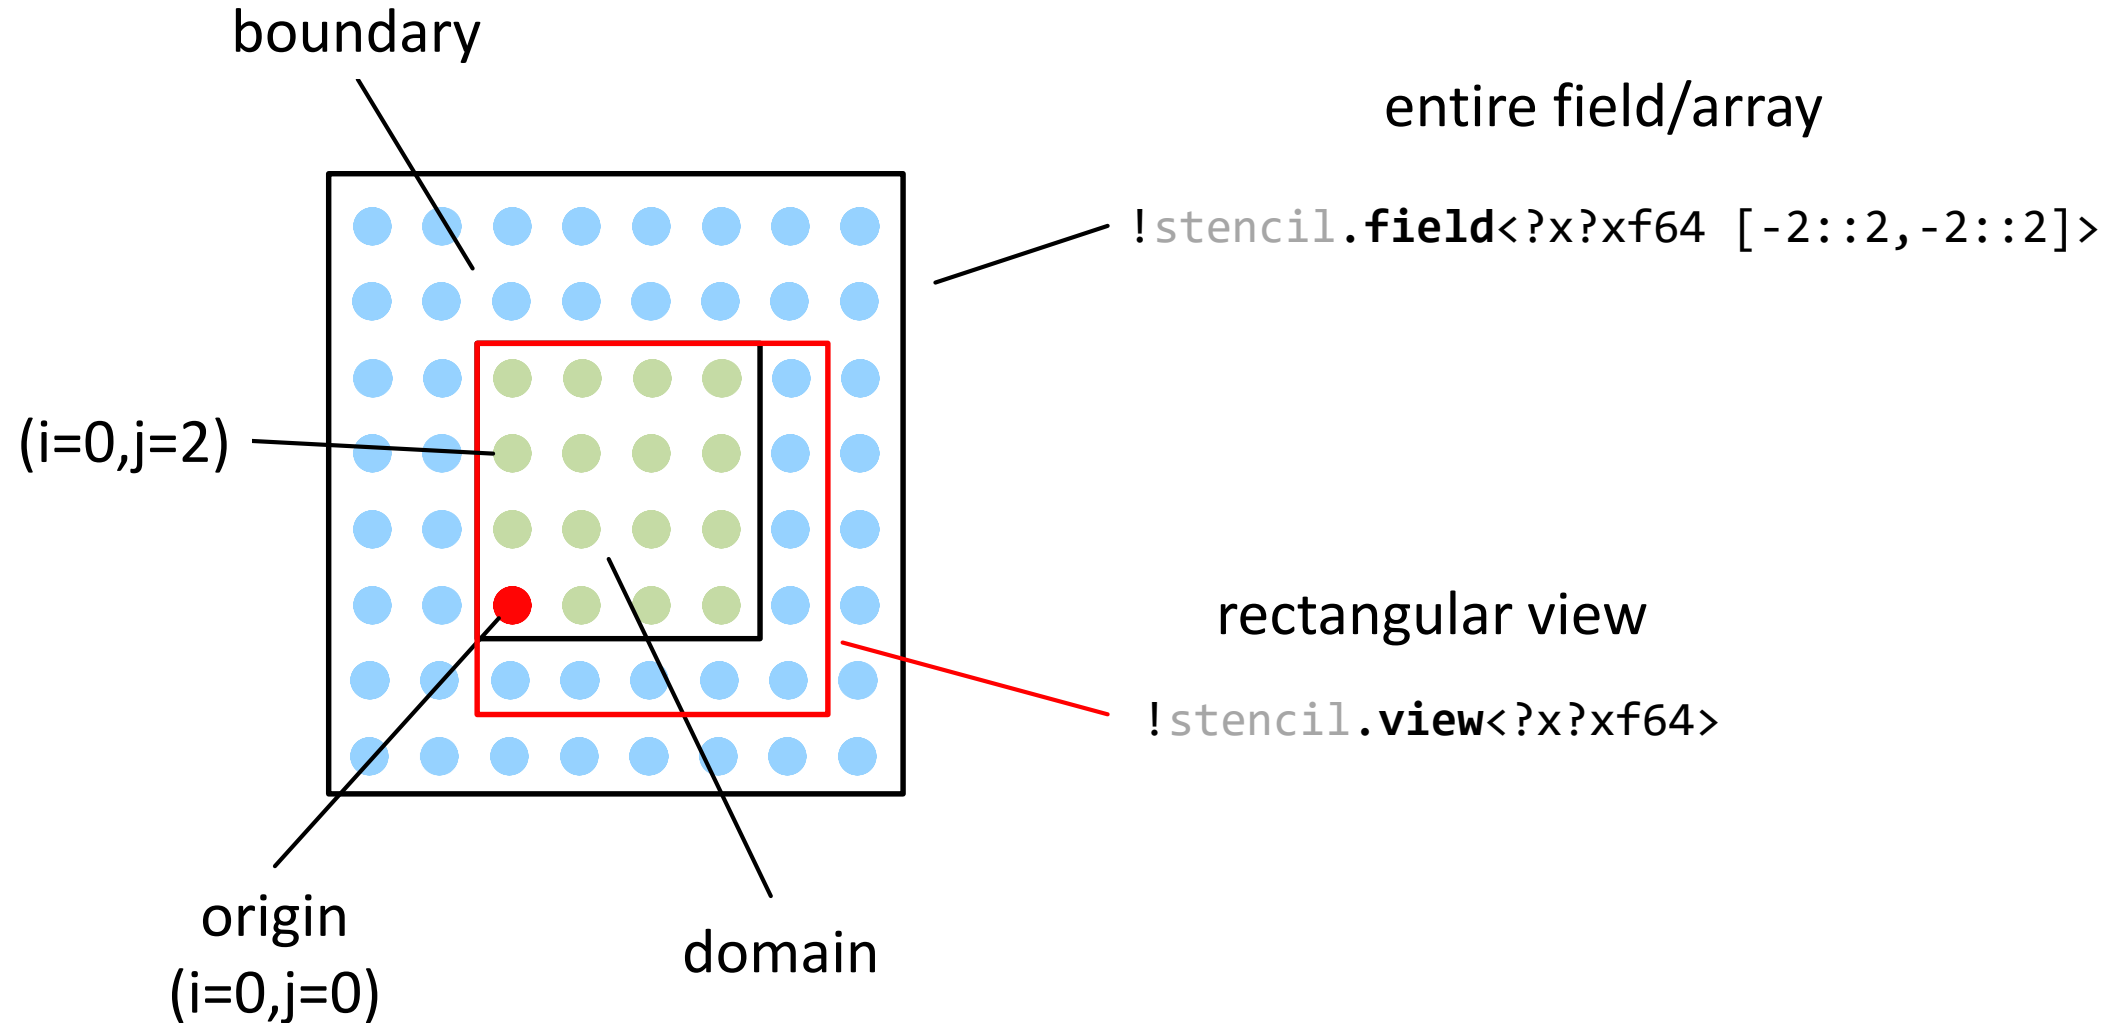 boundary
entire field/array
!stencil.field<?x?xf64 [-2::2,-2::2]>
(i=0,j=2)
rectangular view
!stencil.view<?x?xf64>
origin
(i=0,j=0)
domain